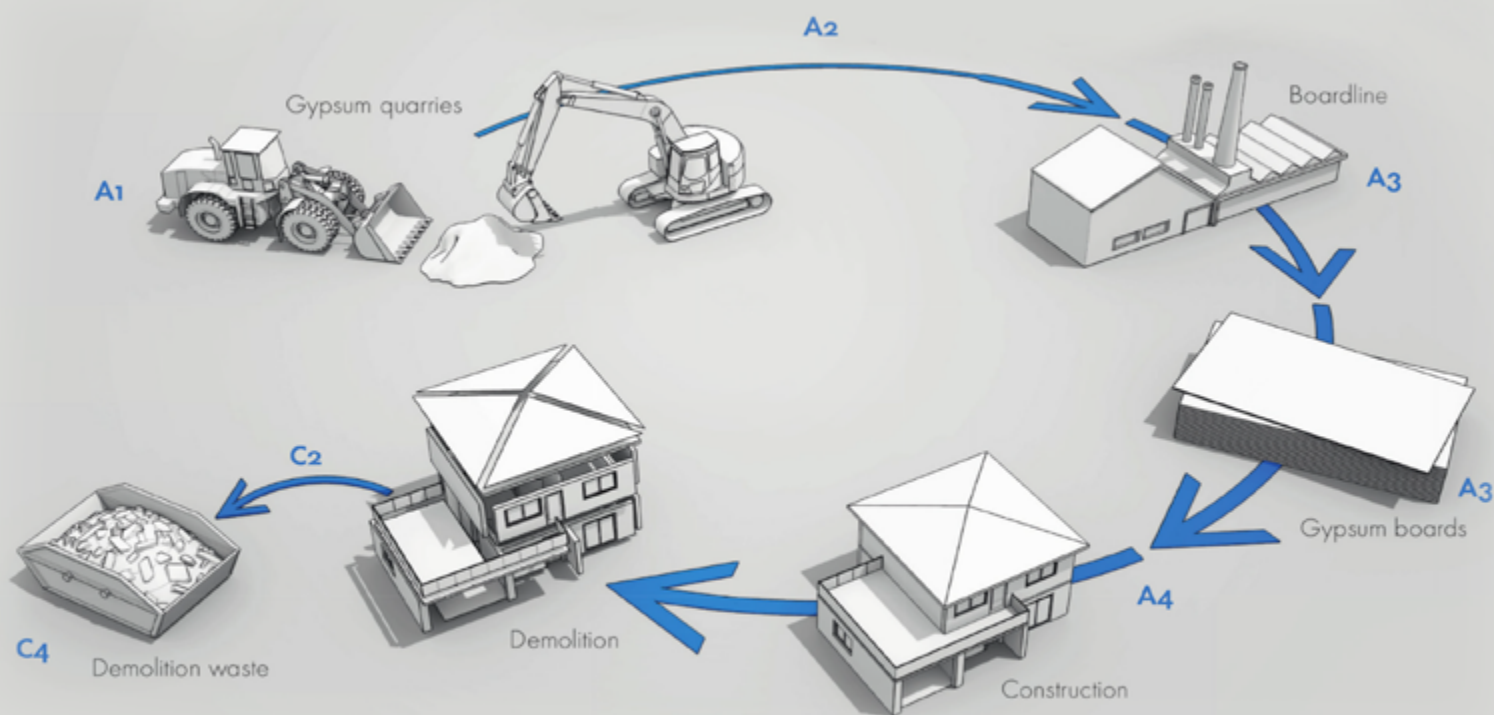 A2
Gypsum quarries
Boardline
A1
A3
C2
A3
Gypsum boards
A4
Demolition
C4
Demolition waste
Construction